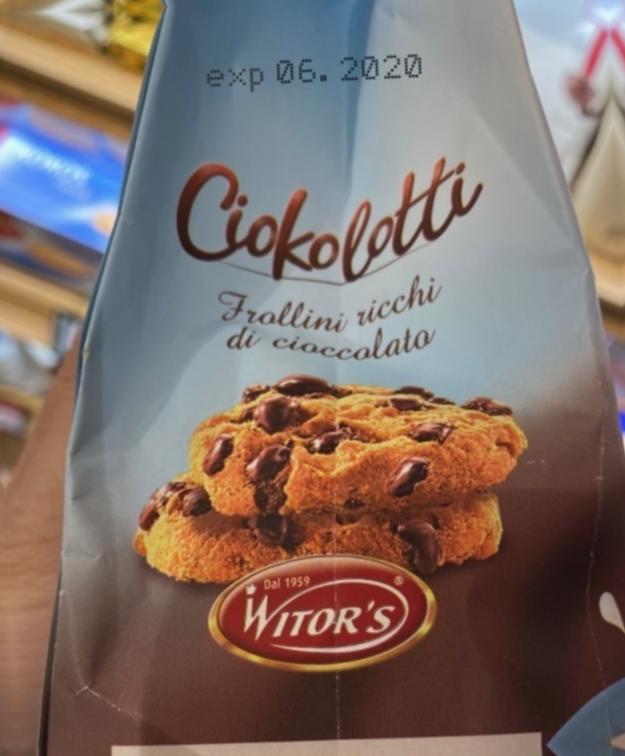 exp 06. 2020
Ciokolotti
Frollini ricchi
di cioccolato
Dal 1959
®
WITOR'S